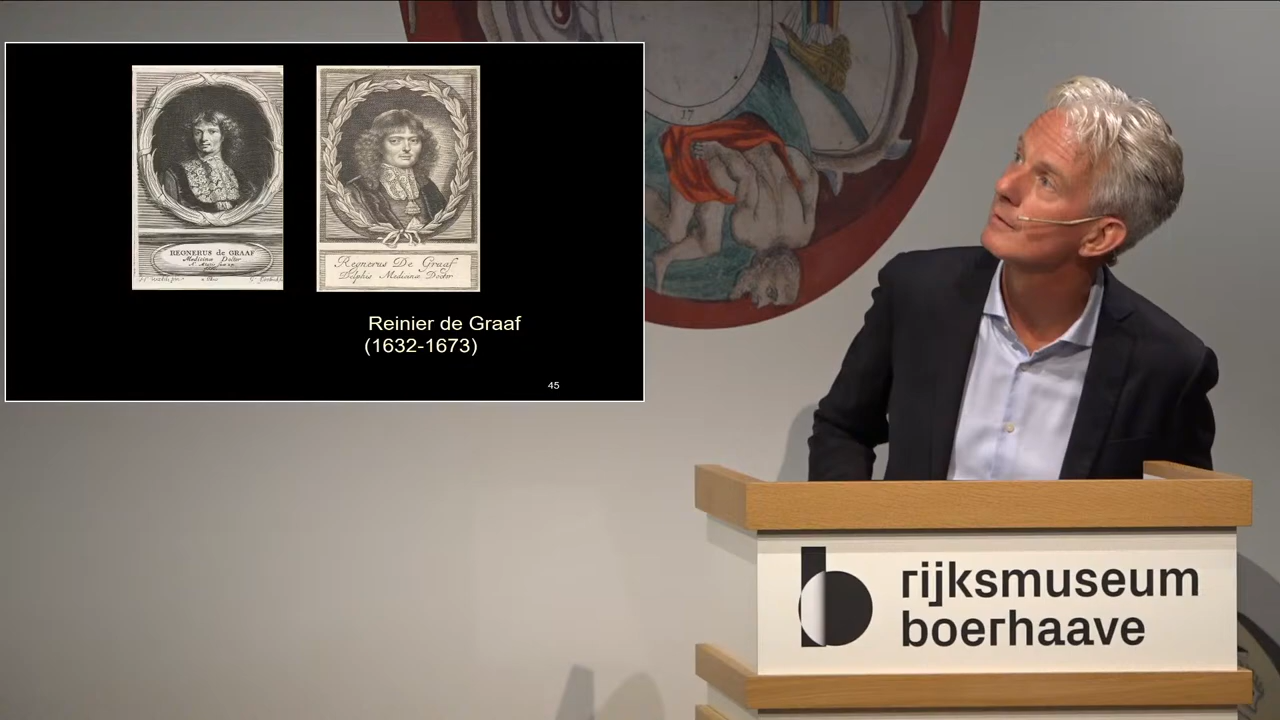 REGNERUS de GRAAF
Medicinæ Doctor
Regnerus De Graaf
Delphis Medicinæ Doctor
Reinier de Graaf
(1632-1673)
45
17
rijksmuseum
boerhaave